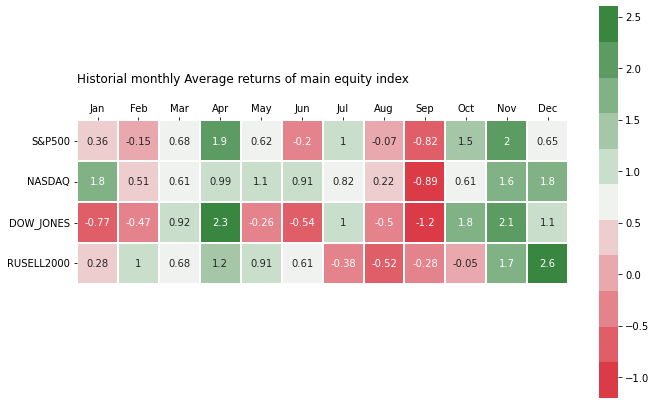 Historial monthly Average returns of main equity index
Jan Feb Mar Apr May Jun Jul Aug Sep Oct Nov Dec
S&P500 0.36 -0.15 0.68 1.9 0.62 -0.2 1 -0.07 -0.82 1.5 2 0.65
NASDAQ 1.8 0.51 0.61 0.99 1.1 0.91 0.82 0.22 -0.89 0.61 1.6 1.8
DOW_JONES -0.77 -0.47 0.92 2.3 -0.26 -0.54 1 -0.5 -1.2 1.8 2.1 1.1
RUSELL2000 0.28 1 0.68 1.2 0.91 0.61 -0.38 -0.52 -0.28 -0.05 1.7 2.6
2.5
2.0
1.5
1.0
0.5
0.0
−0.5
−1.0